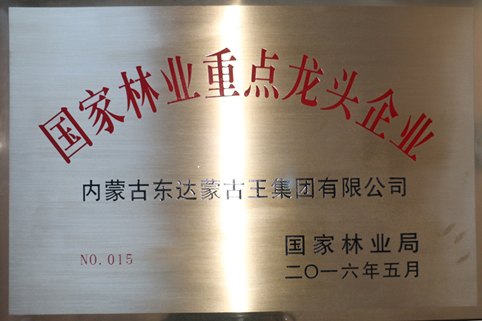 国家林业重点龙头企业
内蒙古东达蒙古王集团有限公司
国家林业局
NO.015
二〇一六年五月